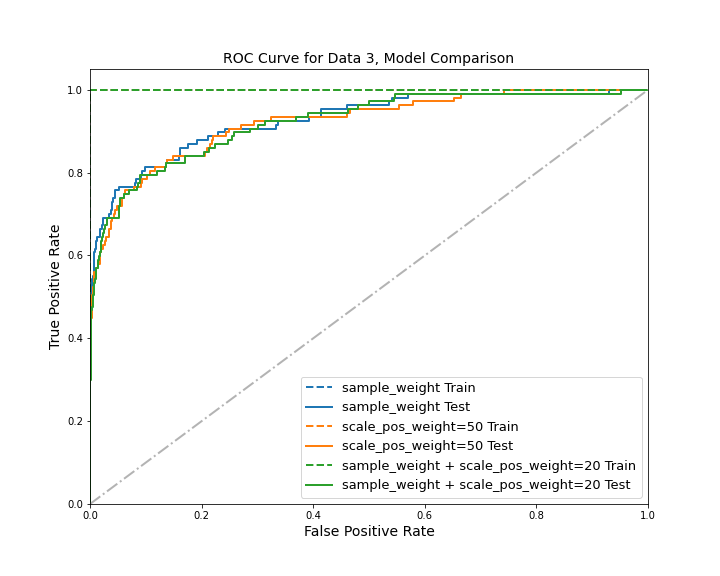 ROC Curve for Data 3, Model Comparison
True Positive Rate
1.0
0.8
0.6
0.4
0.2
0.0
sample_weight Train
sample_weight Test
scale_pos_weight=50 Train
scale_pos_weight=50 Test
sample_weight + scale_pos_weight=20 Train
sample_weight + scale_pos_weight=20 Test
0.0 0.2 0.4 0.6 0.8 1.0
False Positive Rate